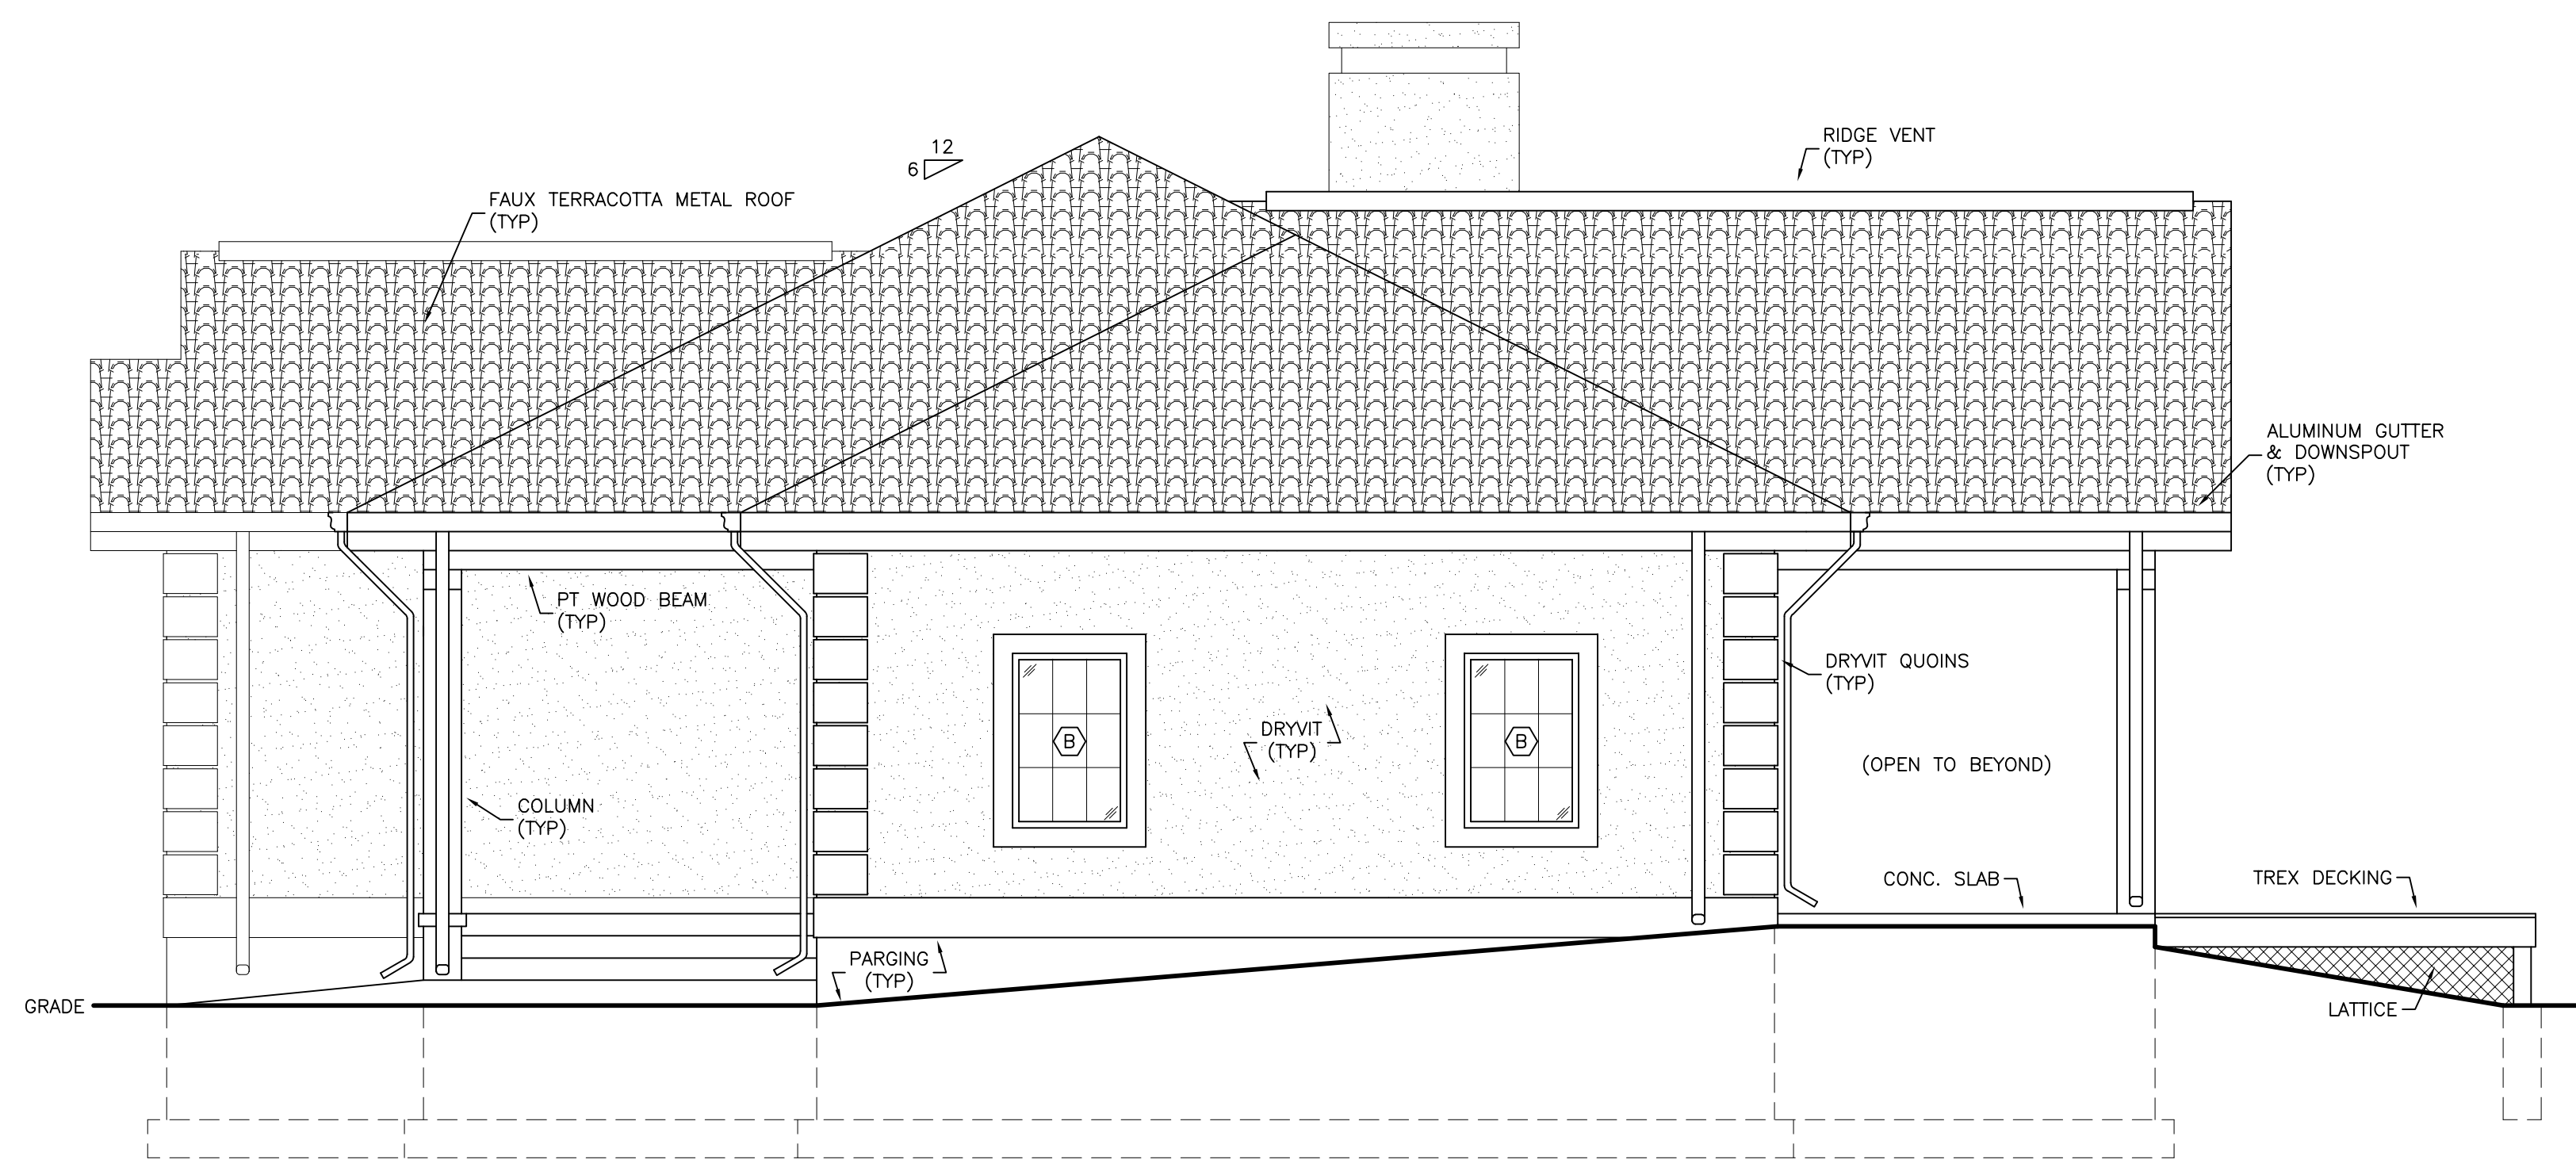 12
6
RIDGE VENT
(TYP)
FAUX TERRACOTTA METAL ROOF
(TYP)
ALUMINUM GUTTER
& DOWNSPOUT
(TYP)
PT WOOD BEAM
(TYP)
DRYVIT QUOINS
(TYP)
DRYVIT
(TYP)
B
B
(OPEN TO BEYOND)
COLUMN
(TYP)
CONC. SLAB
TREX DECKING
PARGING
(TYP)
GRADE
LATTICE